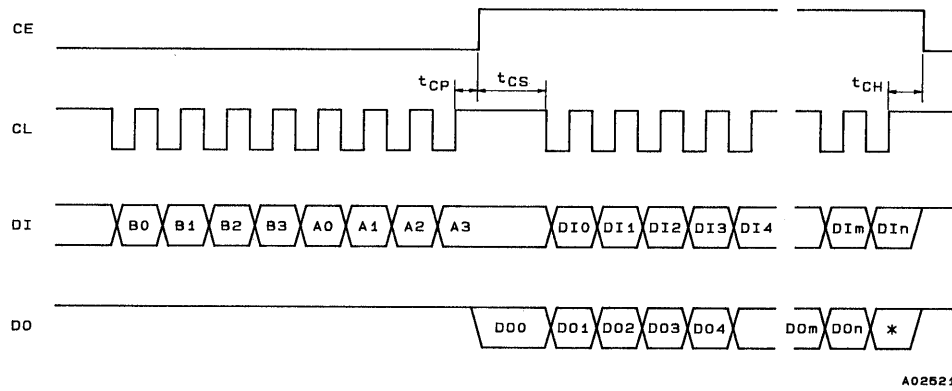 CE
tCP
tCS
tCH
CL
DI
B0 B1 B2 B3 A0 A1 A2 A3 DI0 DI1 DI2 DI3 DI4 DIm DIn
DO
DO0 DO1 DO2 DO3 DO4 DOm DOn *
A02521